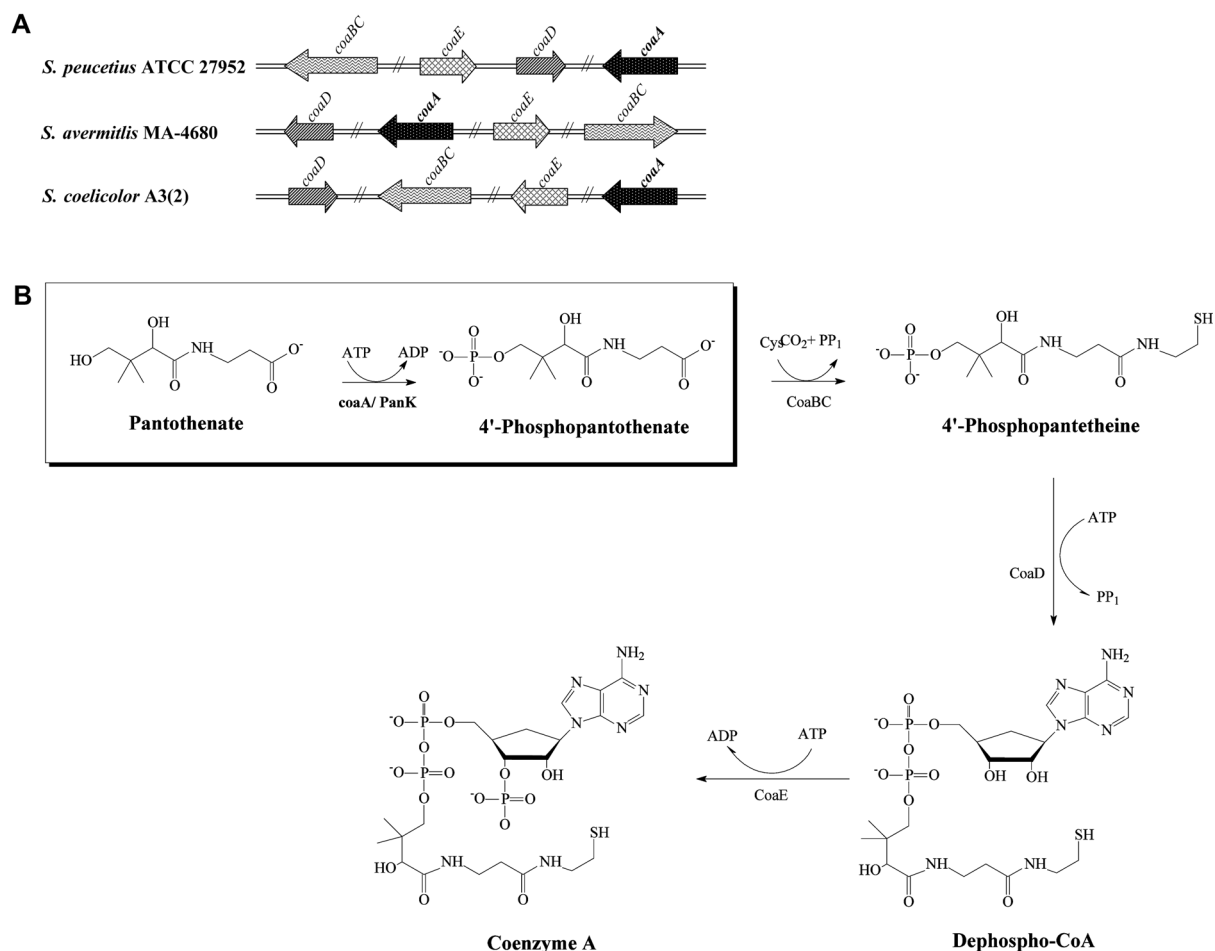 A
coaBC coaE coaD coaA
S. peucetius ATCC 27952
coaD coaA coaE coaBC
S. avermitlis MA-4680
coaD coaBC coaE coaA
S. coelicolor A3(2)
B
OH
HO
NH
O
O-
ATP ADP
coaA/ PanK
Pantothenate
O
-O P O
O-
OH
O
NH
O-
O
4'-Phosphopantothenate
Cys CO2+ PP1
CoaBC
O
-O P O
O-
OH
O
NH
O
NH
SH
4'-Phosphopantetheine
ATP
CoaD
PP1
NH2
N N
N N
O
-O P O
O
-O P O
O
OH OH
SH
HO
NH NH
O O
Dephospho-CoA
ADP ATP
CoaE
NH2
N N
N N
O
-O P O
O
-O P O
O
O OH
-O P O
O-
SH
HO
NH NH
O O
Coenzyme A